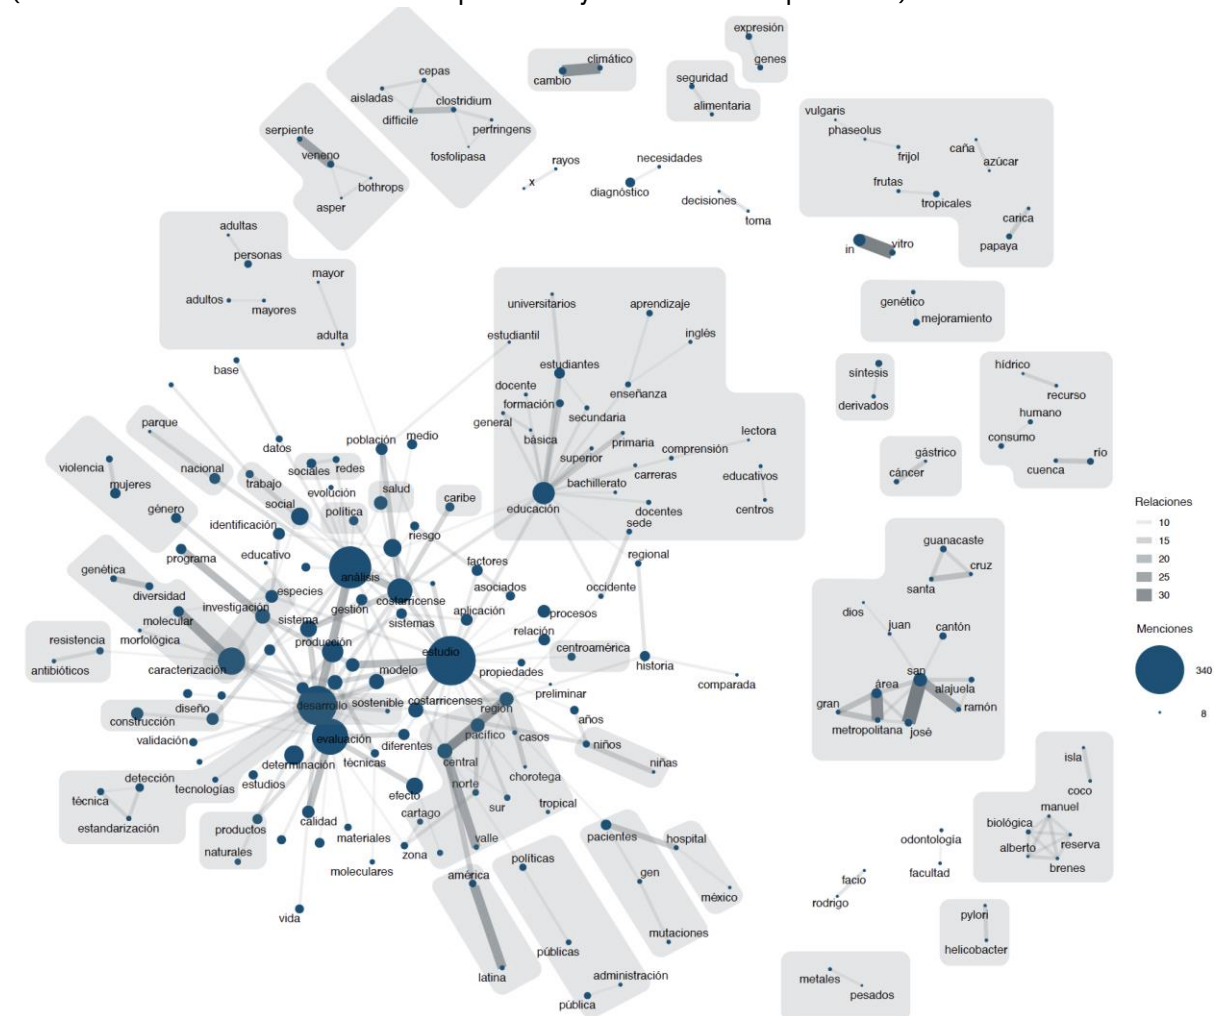 expresión
genes
climático
cambio
seguridad
alimentaria
cepas
aisladas
clostridium
difficile
perfringens
fosfolipasa
serpiente
veneno
bothrops
asper
rayos
x
necesidades
diagnóstico
decisiones
toma
vulgaris
phaseolus
frijol
caña
azúcar
frutas
tropicales
carica
papaya
in
vitro
adultas
personas
mayor
adultos
mayores
adulta
base
universitarios
aprendizaje
estudiantil
inglés
estudiantes
enseñanza
docente
formación
general
secundaria
básica
primaria
superior
comprensión
lectora
carreras
bachillerato
educativos
educación
docentes
centros
sede
genético
mejoramiento
síntesis
derivados
hídrico
recurso
humano
consumo
río
cuenca
gástrico
cáncer
parque
datos
población
medio
violencia
nacional
sociales
redes
mujeres
trabajo
evolución
salud
género
social
política
caribe
identificación
riesgo
programa
educativo
factores
regional
genética
análisis
diversidad
especies
costarricense
asociados
occidente
investigación
gestión
molecular
sistema
sistemas
aplicación
procesos
resistencia
morfológica
producción
relación
antibióticos
caracterización
estudio
centroamérica
modelo
propiedades
historia
preliminar
comparada
desarrollo
sostenible
costarricenses
región
diseño
construcción
años
pacífico
casos
validación
evaluación
diferentes
niños
central
niñas
determinación
técnicas
chorotega
detección
tecnologías
estudios
efecto
norte
técnica
sur
tropical
estandarización
calidad
cartago
productos
materiales
valle
pacientes
hospital
naturales
zona
políticas
moleculares
américa
gen
méxico
vida
mutaciones
públicas
latina
administración
pública
guanacaste
cruz
santa
dios
juan
cantón
san
área
alajuela
gran
ramón
metropolitana
josé
isla
coco
manuel
biológica
reserva
alberto
brenes
odontología
facultad
facio
rodrigo
pylori
helicobacter
metales
pesados
Relaciones
10
15
20
25
30
Menciones
340
8